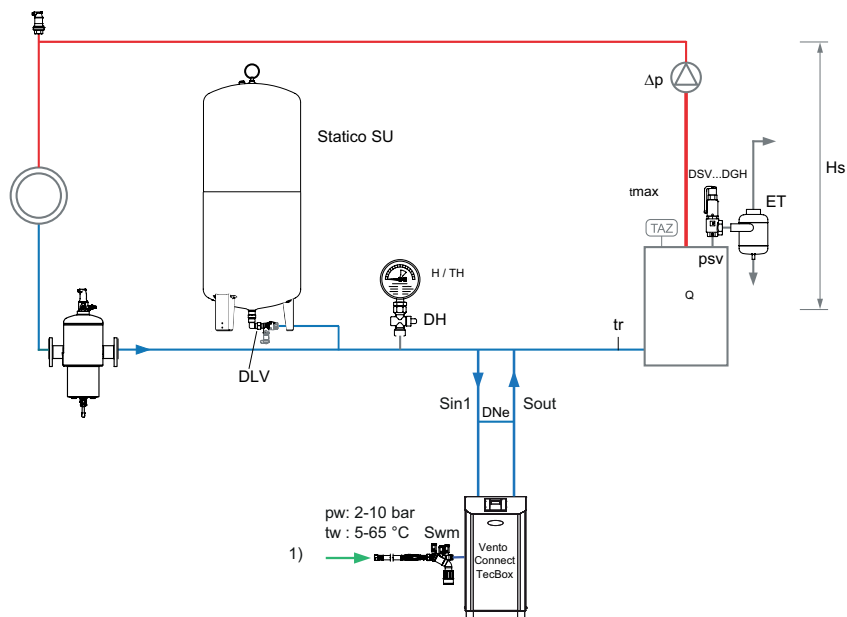 Δp
Statico SU
Hs
DSV...DGH
tmax
ET
TAZ
psv
H / TH
Q
DH
tr
DLV
Sin1
DNe
Sout
pw: 2-10 bar
tw : 5-65 °C
Swm
1)
Vento
Connect
TecBox